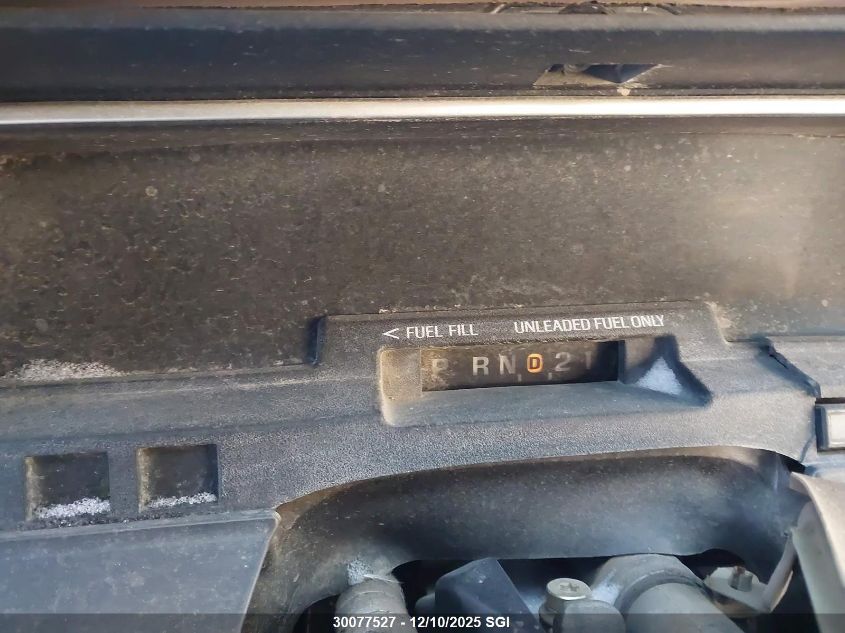 < FUEL FILL UNLEADED FUEL ONLY
P R N D 2 1
30077527 - 12/10/2025 SGI